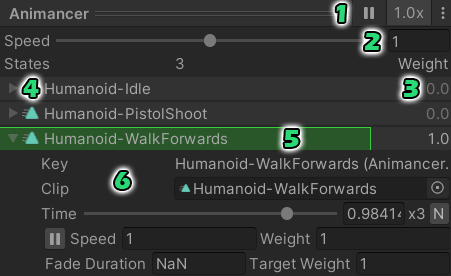 Animancer 1 1.0x
Speed 2 1
States 3 Weight
4 Humanoid-Idle 3 0.0
Humanoid-PistolShoot 0.0
Humanoid-WalkForwards 5 1.0
Key Humanoid-WalkForwards (Animancer.
6
Clip Humanoid-WalkForwards
Time 0.98414 x3 N
Speed 1 Weight 1
Fade Duration NaN Target Weight 1